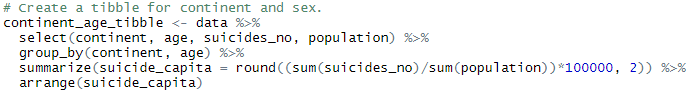 # Create a tibble for continent and sex.
continent_age_tibble <- data %>%
  select(continent, age, suicides_no, population) %>%
  group_by(continent, age) %>%
  summarize(suicide_capita = round((sum(suicides_no)/sum(population))*100000, 2)) %>%
  arrange(suicide_capita)